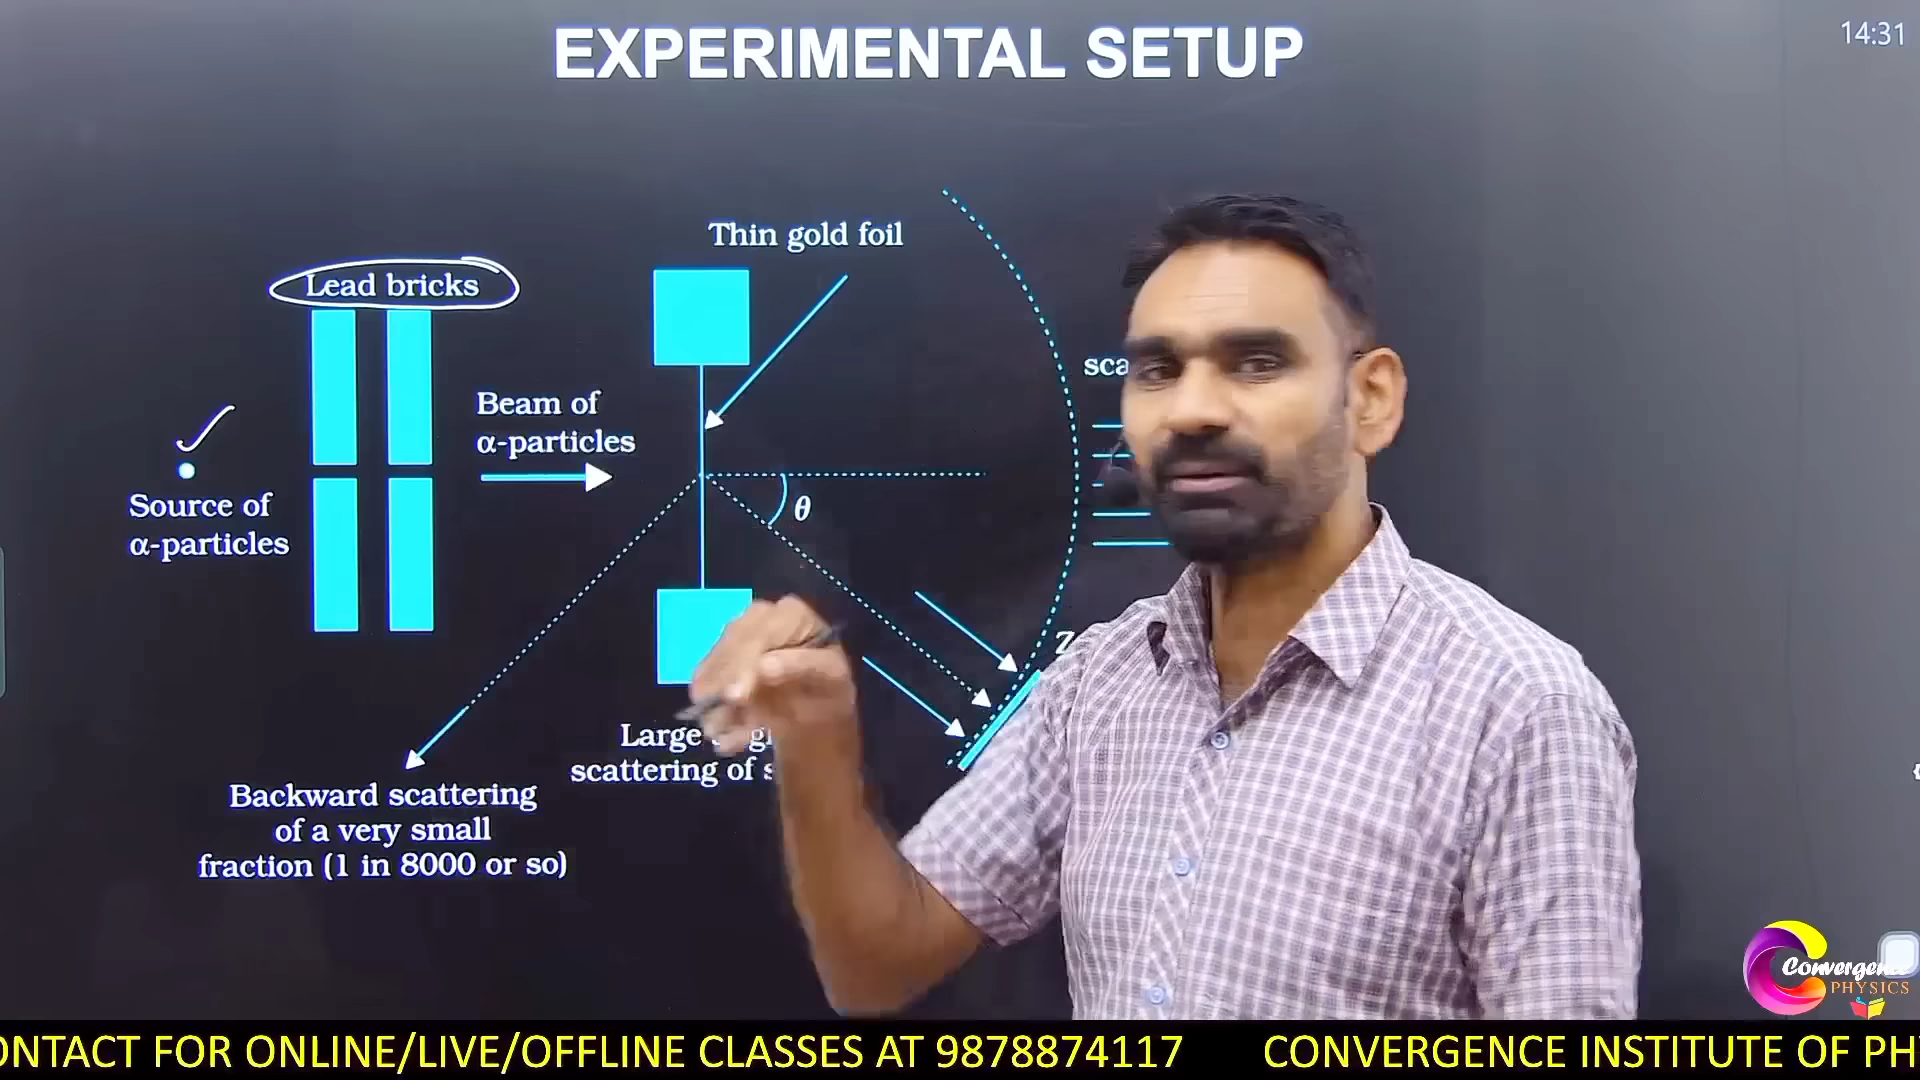 EXPERIMENTAL SETUP
14:31
Thin gold foil
Lead bricks
Beam of
α-particles
Source of
α-particles
θ
Large
scattering of
Backward scattering
of a very small
fraction (1 in 8000 or so)
Convergence
PHYSICS
CONTACT FOR ONLINE/LIVE/OFFLINE CLASSES AT 9878874117 CONVERGENCE INSTITUTE OF